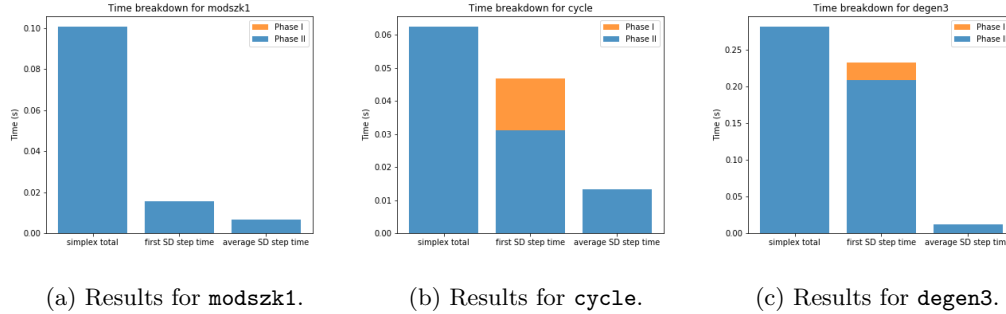 Time breakdown for modszk1
Phase I
Phase II
Time (s)
0.10
0.08
0.06
0.04
0.02
0.00
simplex total
first SD step time
average SD step time
(a) Results for modszk1.
Time breakdown for cycle
Phase I
Phase II
Time (s)
0.06
0.05
0.04
0.03
0.02
0.01
0.00
simplex total
first SD step time
average SD step time
(b) Results for cycle.
Time breakdown for degen3
Phase I
Phase II
Time (s)
0.25
0.20
0.15
0.10
0.05
0.00
simplex total
first SD step time
average SD step time
(c) Results for degen3.